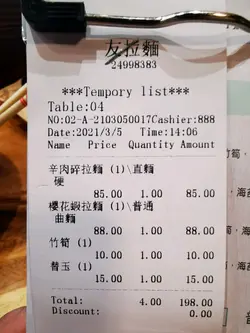 友拉麵
24998383
***Tempory list***
Table:04
NO:02-A-2103050017Cashier:888
Date:2021/3/5 Time:14:06
Name Price Quantity Amount
辛肉碎拉麵 (1)\直麵
硬
85.00 1.00 85.00
櫻花蝦拉麵 (1)\普通
曲麵
88.00 1.00 88.00
竹筍 (1)
10.00 1.00 10.00
替玉 (1)
15.00 1.00 15.00
Total: 4.00 198.00
Discount: 0.00